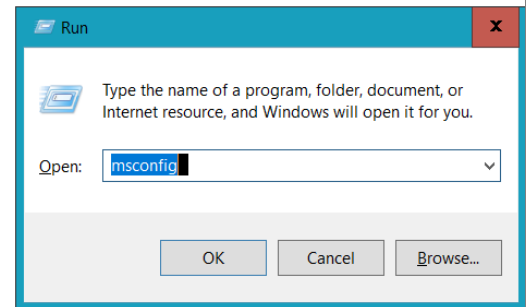 Run
x
Type the name of a program, folder, document, or
Internet resource, and Windows will open it for you.
Open: msconfig
OK Cancel Browse...